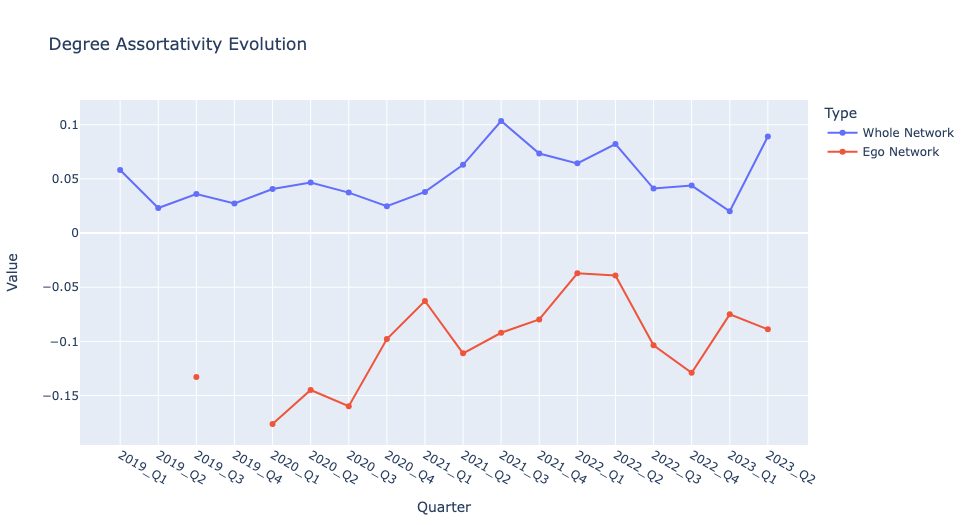 Degree Assortativity Evolution
Type
Whole Network
Ego Network
0.1
0.05
0
−0.05
−0.1
−0.15
Value
2019_Q1
2019_Q2
2019_Q3
2019_Q4
2020_Q1
2020_Q2
2020_Q3
2020_Q4
2021_Q1
2021_Q2
2021_Q3
2021_Q4
2022_Q1
2022_Q2
2022_Q3
2022_Q4
2023_Q1
2023_Q2
Quarter